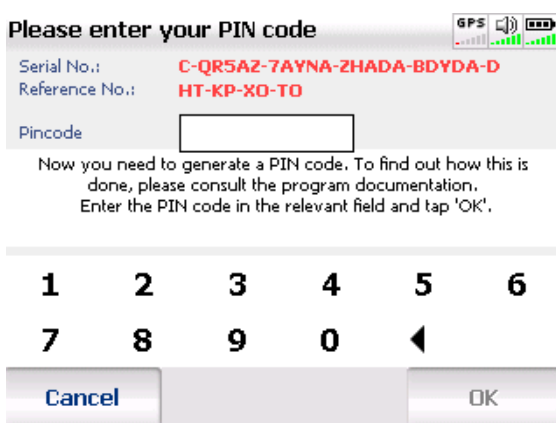 Please enter your PIN code
GPS
Serial No.: C-QR5AZ-7AYNA-ZHADA-BDYDA-D
Reference No.: HT-KP-XO-TO
Pincode
Now you need to generate a PIN code. To find out how this is
done, please consult the program documentation.
Enter the PIN code in the relevant field and tap 'OK'.
1 2 3 4 5 6
7 8 9 0
Cancel OK